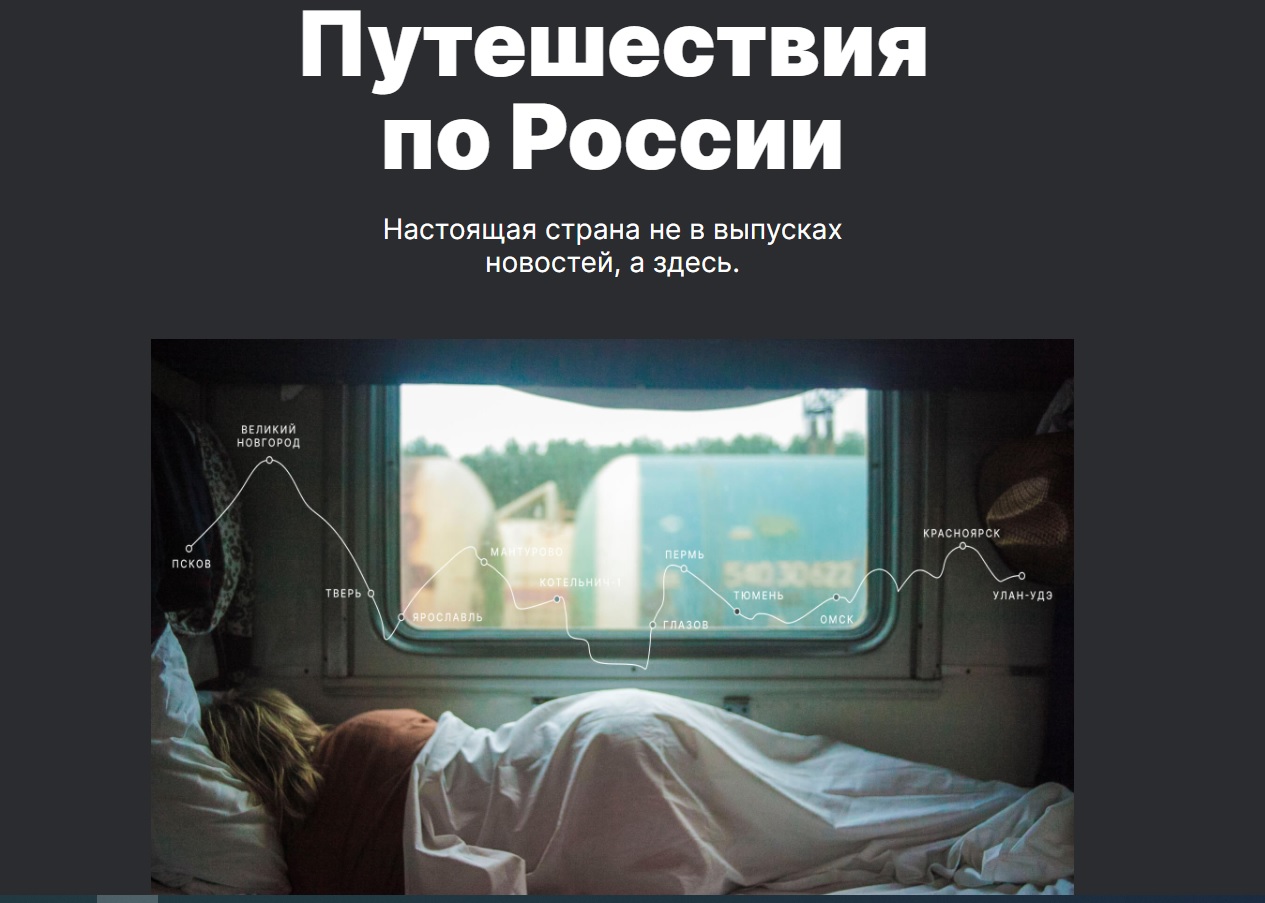 Путешествия
по России
Настоящая страна не в выпусках
новостей, а здесь.
ВЕЛИКИЙ
НОВГОРОД
ПСКОВ
ТВЕРЬ
ЯРОСЛАВЛЬ
МАНТУРОВО
КОТЕЛЬНИЧ-1
ПЕРМЬ
ГЛАЗОВ
ТЮМЕНЬ
ОМСК
КРАСНОЯРСК
УЛАН-УДЭ
54030622